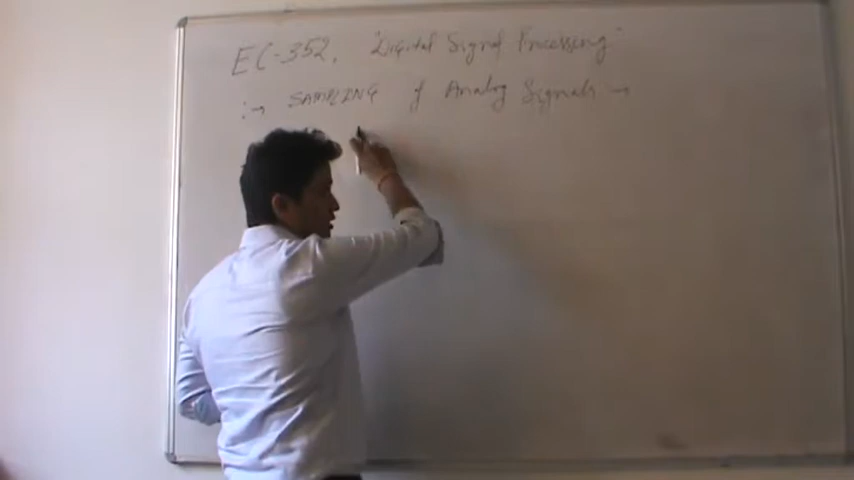 EC-352, "Digital Signal Processing"
:→ SAMPLING of Analog Signals →